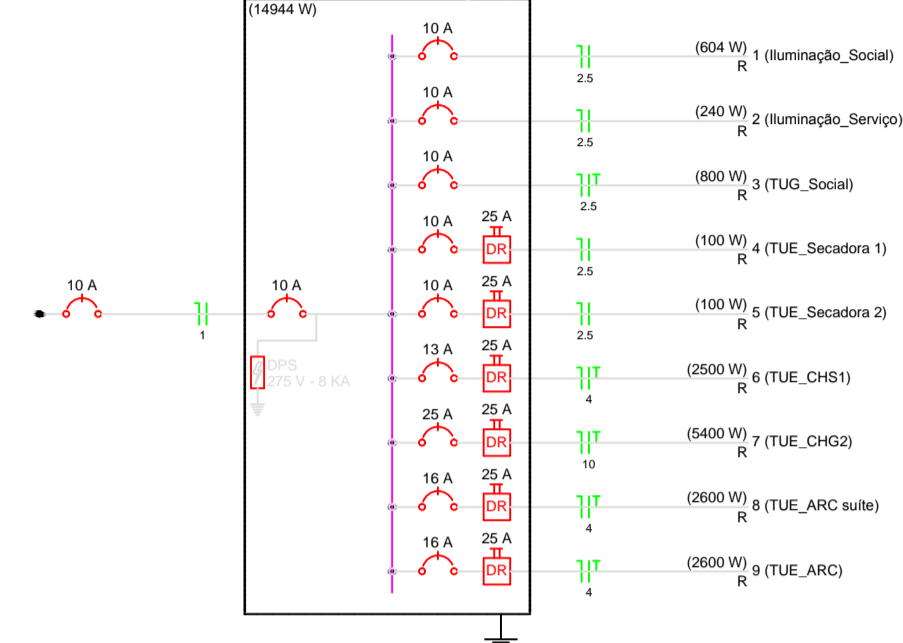 (14944 W)
10 A
(604 W)
R
1 (Iluminação_Social)
2.5
10 A
(240 W)
R
2 (Iluminação_Serviço)
2.5
10 A
(800 W)
R
3 (TUG_Social)
2.5
10 A
25 A
DR
(100 W)
R
4 (TUE_Secadora 1)
2.5
10 A
1
10 A
10 A
25 A
DR
(100 W)
R
5 (TUE_Secadora 2)
2.5
DPS
275 V - 8 KA
13 A
25 A
DR
(2500 W)
R
6 (TUE_CHS1)
4
25 A
25 A
DR
(5400 W)
R
7 (TUE_CHG2)
10
16 A
25 A
DR
(2600 W)
R
8 (TUE_ARC suíte)
4
16 A
25 A
DR
(2600 W)
R
9 (TUE_ARC)
4